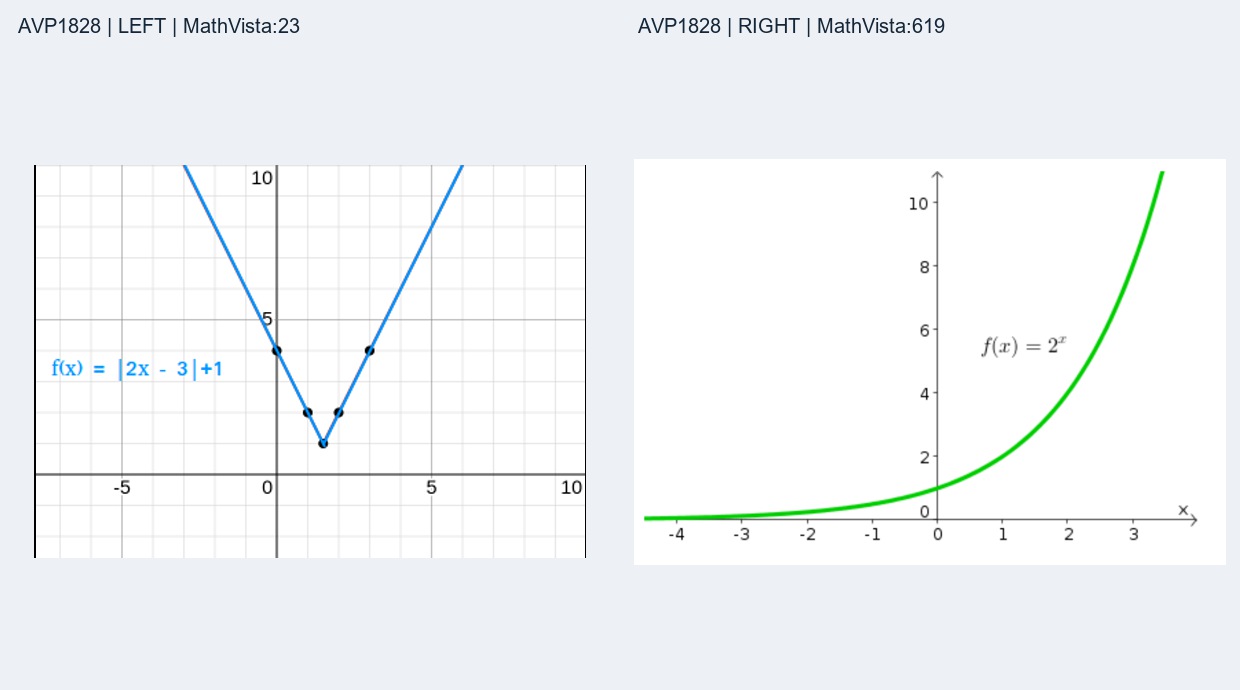 AVP1828 | LEFT | MathVista:23
10
5
f(x) = |2x - 3|+1
-5 0 5 10
AVP1828 | RIGHT | MathVista:619
10
8
6
f(x) = 2ˣ
4
2
0
x
-4 -3 -2 -1 0 1 2 3